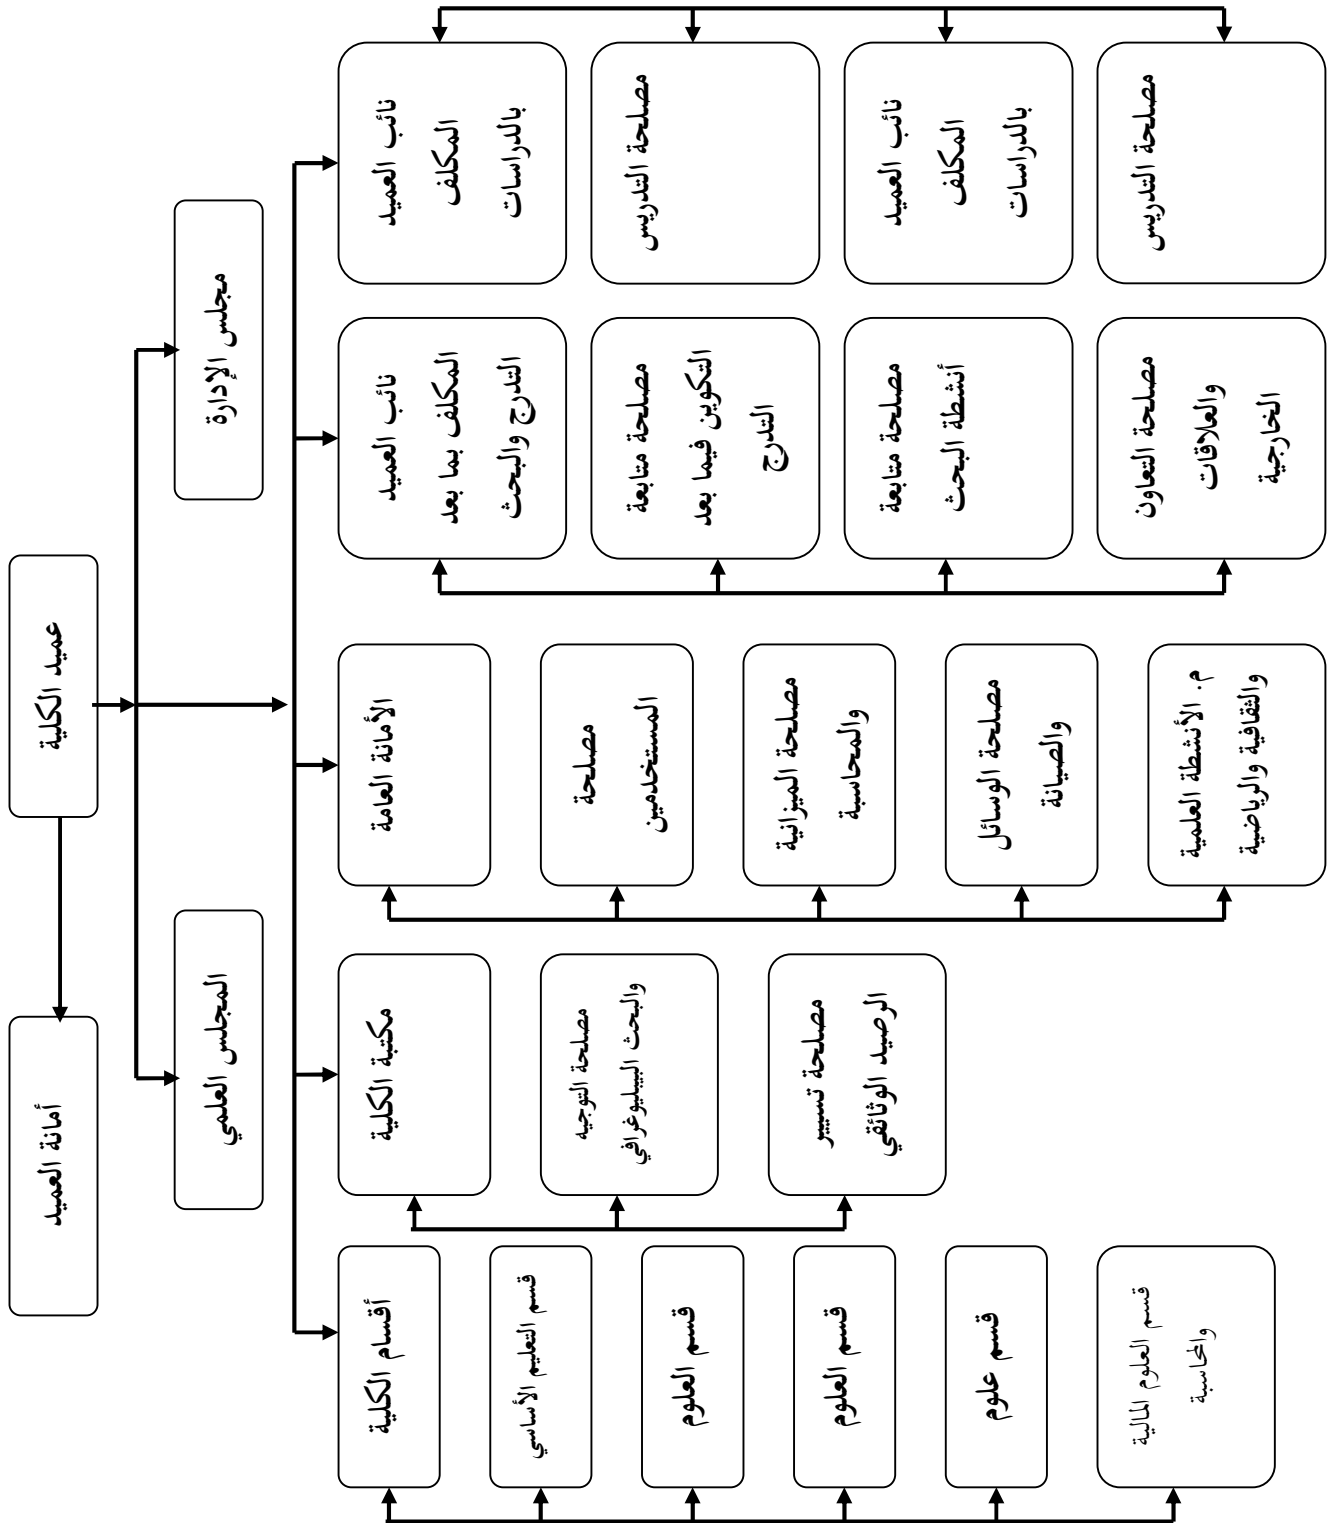 عميد الكلية
أمانة العميد
مجلس الإدارة
المجلس العلمي
نائب العميد
المكلف
بالدراسات
مصلحة التدريس
نائب العميد
المكلف
بالدراسات
مصلحة التدريس
نائب العميد
المكلف بما بعد
التدرج والبحث
مصلحة متابعة
التكوين فيما بعد
التدرج
مصلحة متابعة
أنشطة البحث
مصلحة التعاون
والعلاقات
الخارجية
الأمانة العامة
مصلحة
المستخدمين
مصلحة الميزانية
والمحاسبة
مصلحة الوسائل
والصيانة
م. الأنشطة العلمية
والثقافية والرياضية
مكتبة الكلية
مصلحة التوجيه
والبحث البيبليوغرافي
مصلحة تسيير
الرصيد الوثائقي
أقسام الكلية
قسم التعليم الأساسي
قسم العلوم
قسم العلوم
قسم علوم
قسم العلوم المالية
والمحاسبة